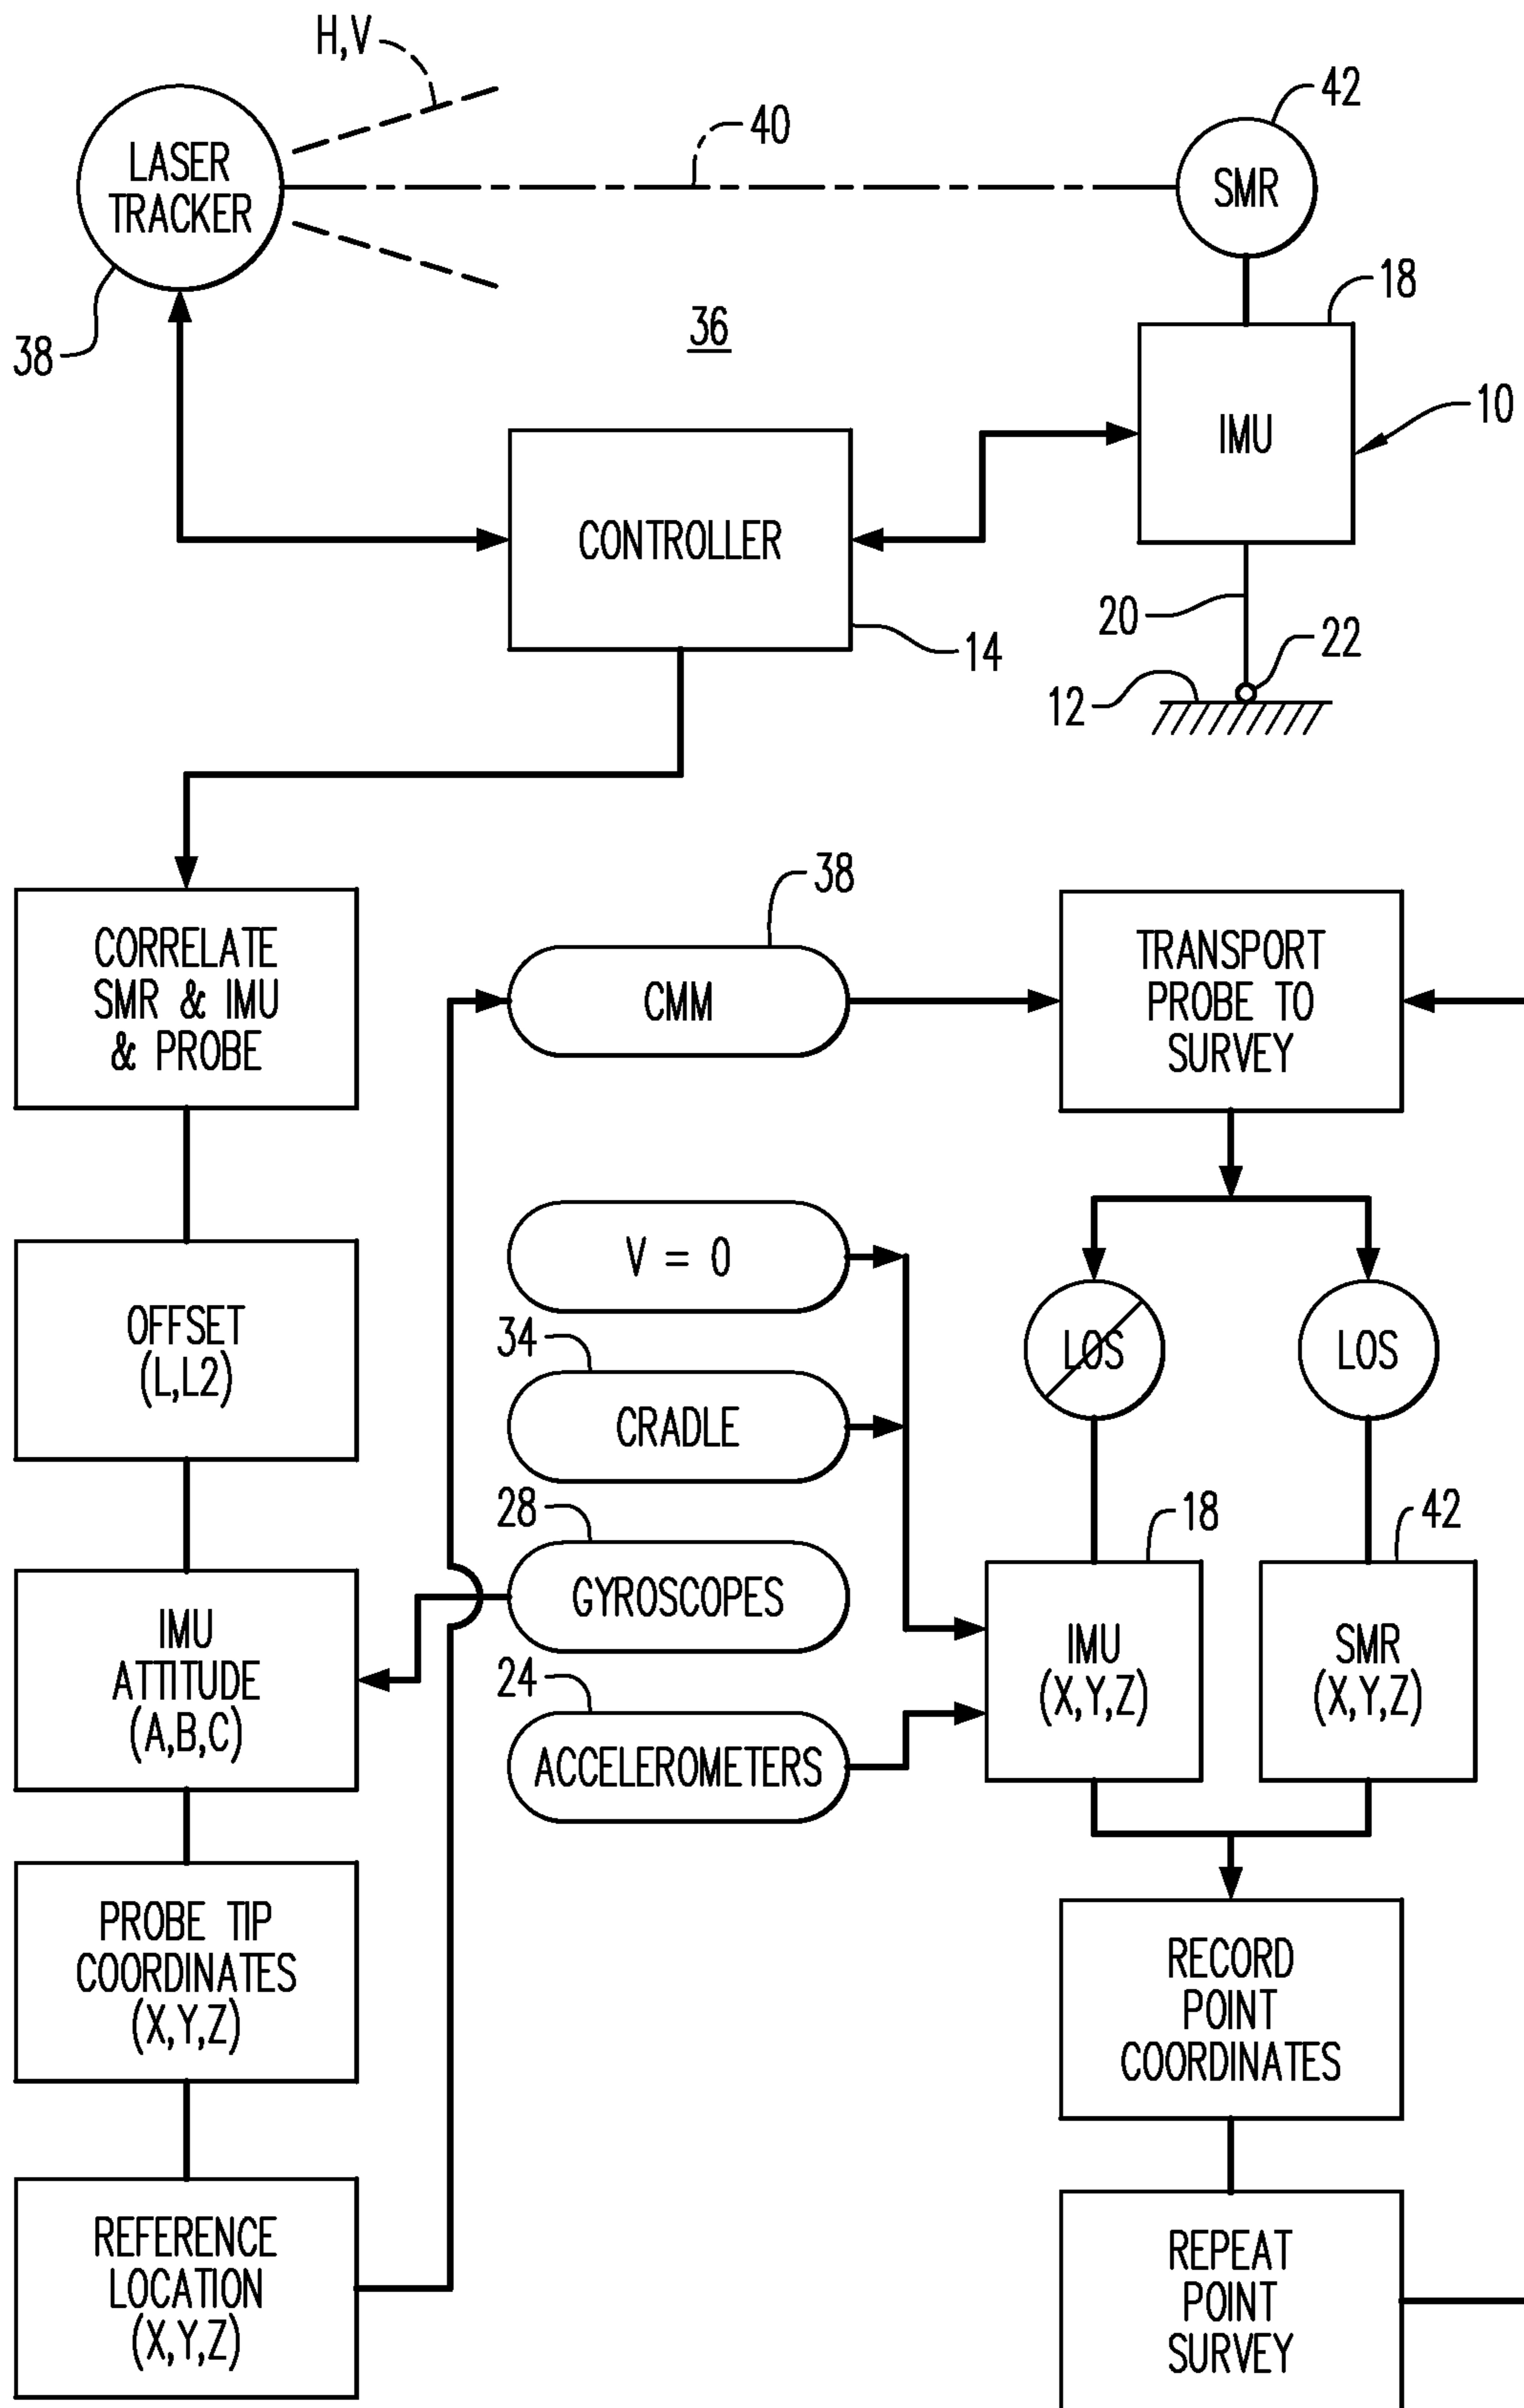 H,V
42
40
LASER
TRACKER
SMR
18
36
38
10
IMU
CONTROLLER
20
22
14
12
38
CORRELATE
SMR & IMU
& PROBE
CMM
TRANSPORT
PROBE TO
SURVEY
V = 0
OFFSET
(L,L2)
34
LOS
LOS
CRADLE
28
18
42
GYROSCOPES
IMU
ATTITUDE
(A,B,C)
IMU
(X,Y,Z)
SMR
(X,Y,Z)
24
ACCELEROMETERS
PROBE TIP
COORDINATES
(X,Y,Z)
RECORD
POINT
COORDINATES
REFERENCE
LOCATION
(X,Y,Z)
REPEAT
POINT
SURVEY